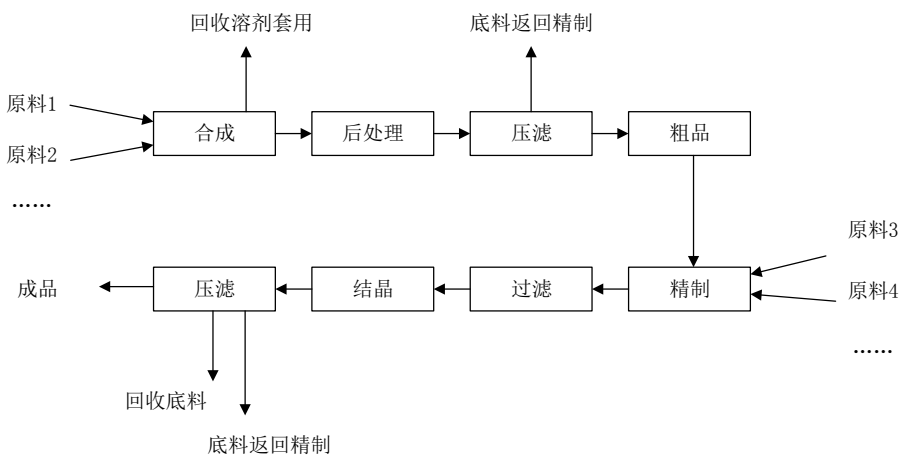 回收溶剂套用
底料返回精制
原料1
合成
后处理
压滤
粗品
原料2
......
原料3
成品
压滤
结晶
过滤
精制
原料4
......
回收底料
底料返回精制